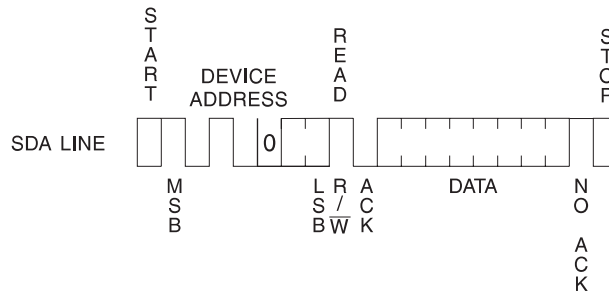 START
READ
STOP
DEVICE
ADDRESS
SDA LINE
0
MSB
LSB
R/W
ACK
DATA
NO ACK